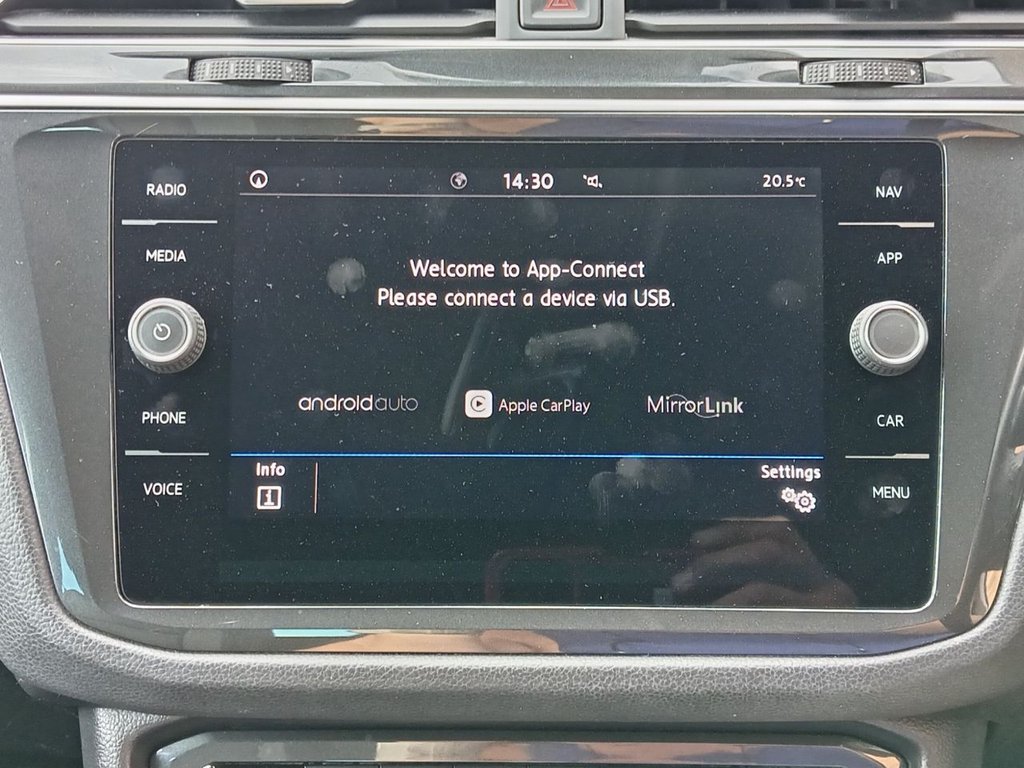 RADIO
MEDIA
PHONE
VOICE
14:30
20.5°C
Welcome to App-Connect
Please connect a device via USB.
androidauto
Apple CarPlay
MirrorLink
Info
i
Settings
NAV
APP
CAR
MENU